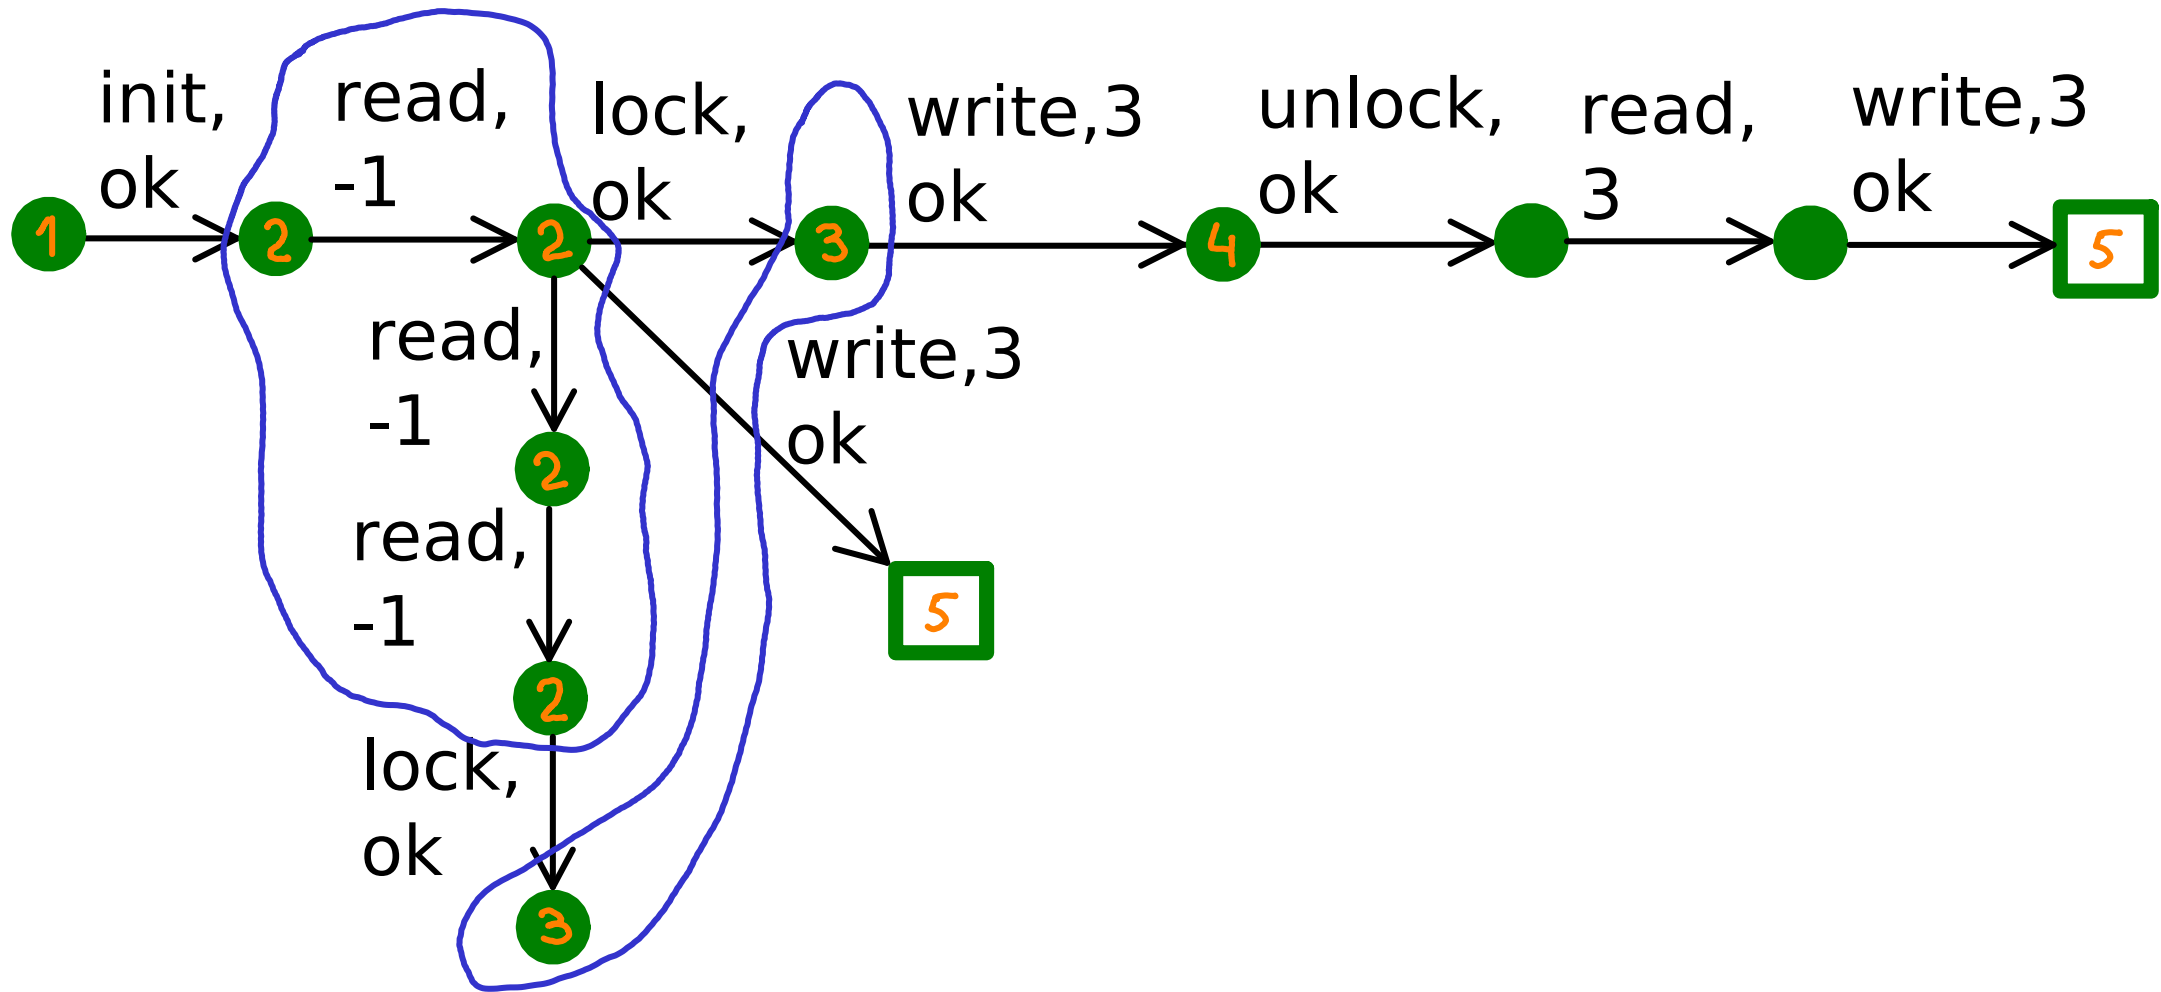 init,
ok
read,
-1
lock,
ok
write,3
ok
unlock,
ok
read,
3
write,3
ok
1
2
2
3
4
5
read,
-1
write,3
ok
2
read,
-1
5
2
lock,
ok
3